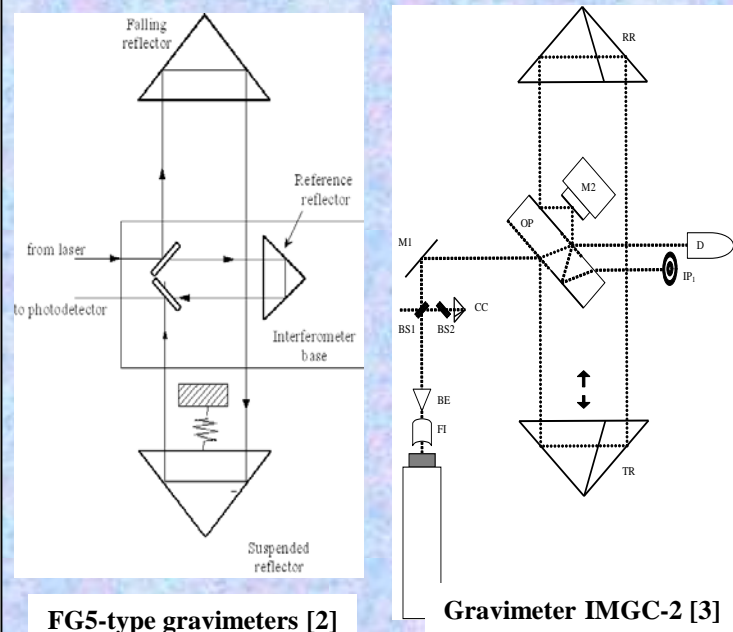 Falling
reflector
Reference
reflector
from laser
to photodetector
Interferometer
base
Suspended
reflector
FG5-type gravimeters [2]
RR
M2
OP
M1
D
IP1
CC
BS1 BS2
BE
FI
TR
Gravimeter IMGC-2 [3]